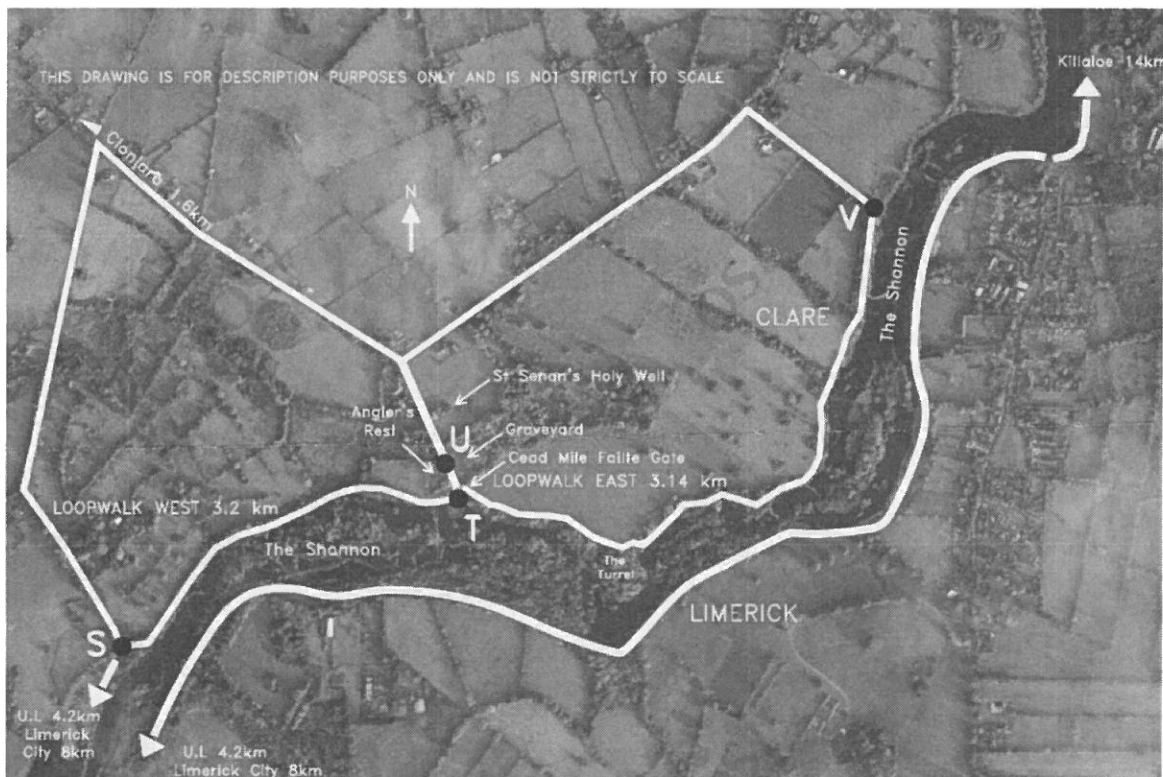 THIS DRAWING IS FOR DESCRIPTION PURPOSES ONLY AND IS NOT STRICTLY TO SCALE
Killaloe 14km
Clonlara 1.6km
N
V
The Shannon
CLARE
St Senan's Holy Well
Angler's
Rest
U
Graveyard
Cead Mile Failte Gate
LOOPWALK EAST 3.14 km
LOOPWALK WEST 3.2 km
T
The Shannon
The
Turret
LIMERICK
S
U.L 4.2km
Limerick
City 8km
U.L 4.2km
Limerick City 8km